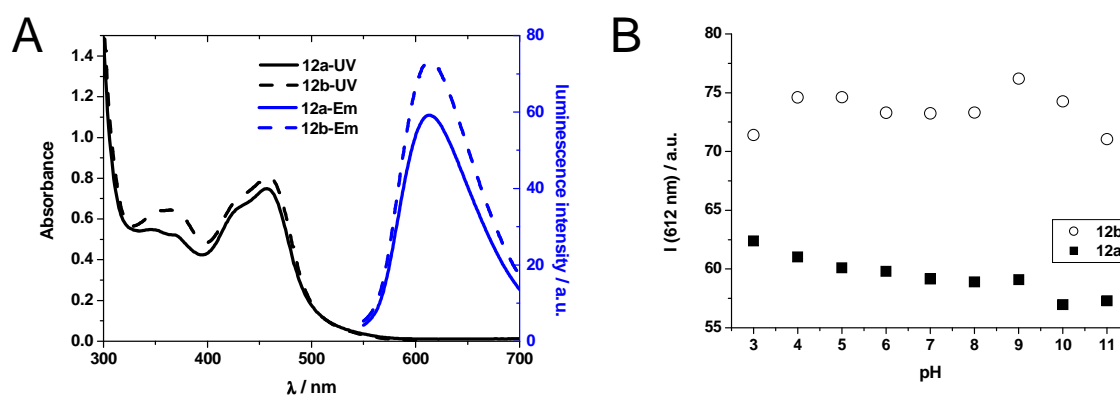 A
1.4
1.2
1.0
0.8
0.6
0.4
0.2
0.0
Absorbance
12a-UV
12b-UV
12a-Em
12b-Em
80
60
40
20
0
luminescence intensity / a.u.
300 400 500 600 700
λ / nm
B
80
75
70
65
60
55
I (612 nm) / a.u.
12b
12a
3 4 5 6 7 8 9 10 11
pH